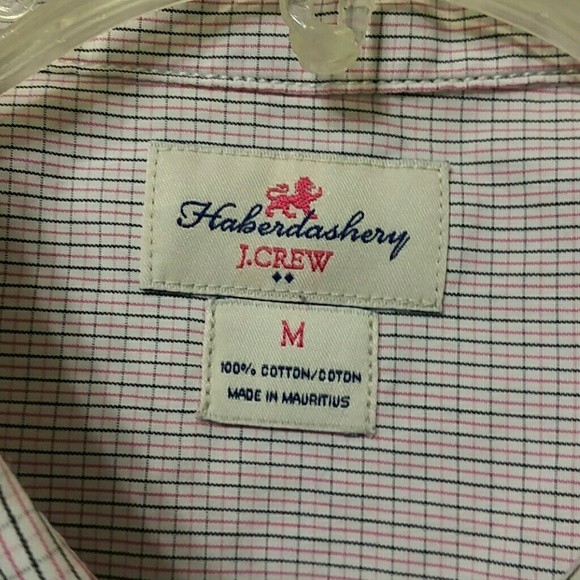 Haberdashery
J.CREW
M
100% COTTON/COTON
MADE IN MAURITIUS